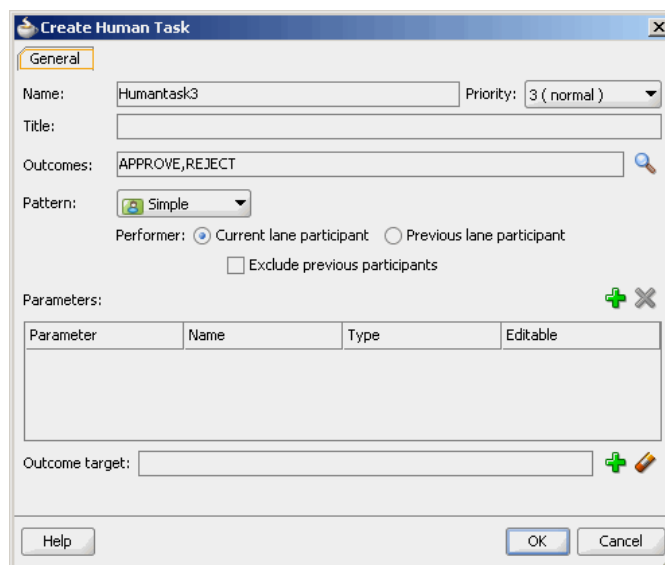 Create Human Task
General
Name: Humantask3 Priority: 3 ( normal )
Title:
Outcomes: APPROVE,REJECT
Pattern: Simple
Performer: Current lane participant Previous lane participant
Exclude previous participants
Parameters:
Parameter Name Type Editable
Outcome target:
Help OK Cancel